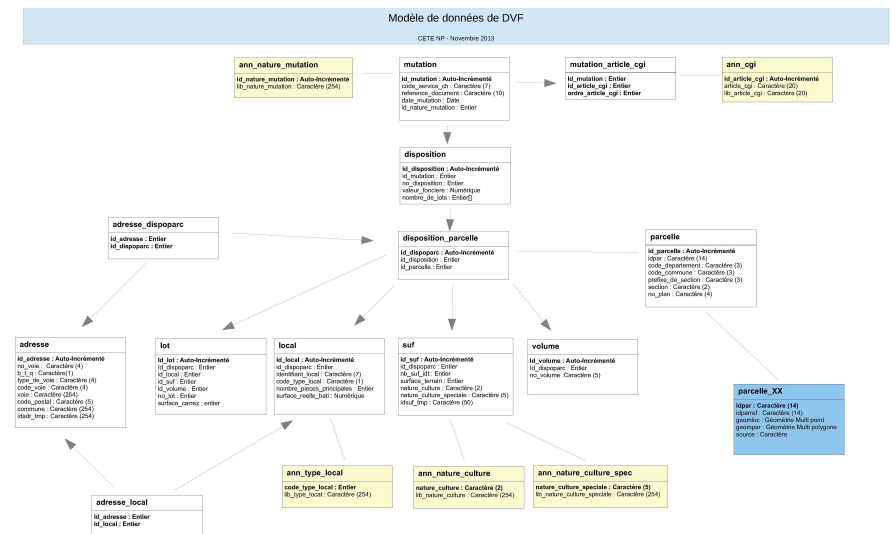 Modèle de données de DVF
CETE NP - Novembre 2013
ann_nature_mutation
id_nature_mutation : Auto-Incrémenté
lib_nature_mutation : Caractère (254)
mutation
id_mutation : Auto-Incrémenté
code_service_ch : Caractère (7)
reference_document : Caractère (10)
date_mutation : Date
id_nature_mutation : Entier
mutation_article_cgi
id_mutation : Entier
id_article_cgi : Entier
ordre_article_cgi : Entier
ann_cgi
id_article_cgi : Auto-Incrémenté
article_cgi : Caractère (20)
lib_article_cgi : Caractère (20)
disposition
id_disposition : Auto-Incrémenté
id_mutation : Entier
no_disposition : Entier
valeur_fonciere : Numérique
nombre_de_lots : Entier[]
adresse_dispoparc
id_adresse : Entier
id_dispoparc : Entier
disposition_parcelle
id_dispoparc : Auto-Incrémenté
id_disposition : Entier
id_parcelle : Entier
parcelle
id_parcelle : Auto-Incrémenté
idpar : Caractère (14)
code_departement : Caractère (3)
code_commune : Caractère (3)
prefixe_de_section : Caractère (3)
section : Caractère (2)
no_plan : Caractère (4)
adresse
id_adresse : Auto-Incrémenté
no_voie : Caractère (4)
b_t_q : Caractère(1)
type_de_voie : Caractère (4)
code_voie : Caractère (4)
voie : Caractère (254)
code_postal : Caractère (5)
commune : Caractère (254)
idadr_tmp : Caractère (254)
lot
id_lot : Auto-Incrémenté
id_dispoparc : Entier
id_local : Entier
id_suf : Entier
id_volume : Entier
no_lot : Entier
surface_carrez : entier
local
id_local : Auto-Incrémenté
id_dispoparc : Entier
identifiant_local : Caractère (7)
code_type_local : Caractère (1)
nombre_pieces_principales : Entier
surface_reelle_bati : Numérique
suf
id_suf : Auto-Incrémenté
id_dispoparc : Entier
nb_suf_idt : Entier
surface_terrain : Entier
nature_culture : Caractère (2)
nature_culture_speciale : Caractère (5)
idsuf_tmp : Caractère (50)
volume
id_volume : Auto-Incrémenté
id_dispoparc : Entier
no_volume :Caractère (5)
parcelle_XX
idpar : Caractère (14)
idparref : Caractère (14)
geomloc : Géométrie Multi point
geompar : Géométrie Multi polygone
source : Caractère
ann_type_local
code_type_local : Entier
lib_type_local : Caractère (254)
ann_nature_culture
nature_culture : Caractère (2)
lib_nature_culture : Caractère (254)
ann_nature_culture_spec
nature_culture_speciale : Caractère (5)
lib_nature_culture_speciale : Caractère (254)
adresse_local
id_adresse : Entier
id_local : Entier